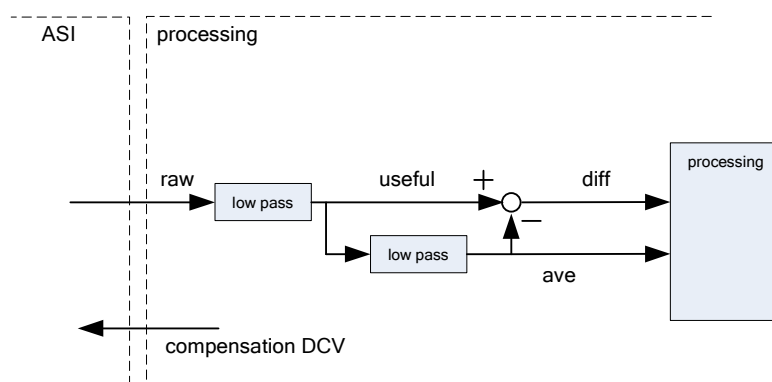 ASI
processing
processing
raw
useful
+
diff
low pass
−
low pass
ave
compensation DCV